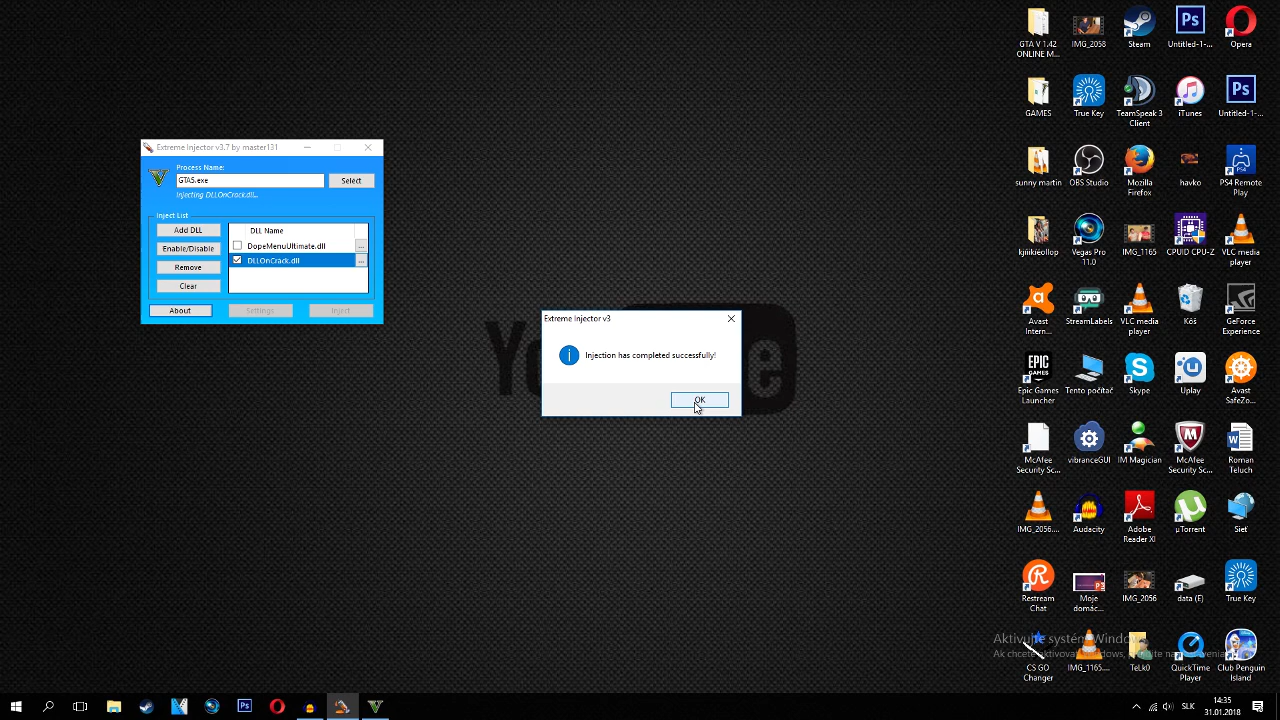 Extreme Injector v3.7 by master131
Process Name:
GTA5.exe
Select
Injecting DLLOnCrack.dll...
Inject List
Add DLL
Enable/Disable
Remove
Clear
DLL Name
DopeMenuUltimate.dll
...
DLLOnCrack.dll
...
About
Settings
Inject
Extreme Injector v3
Injection has completed successfully!
OK
GTA V 1.42
ONLINE M...
IMG_2058
Steam
Untitled-1-...
Opera
GAMES
True Key
TeamSpeak 3
Client
iTunes
Untitled-1-...
sunny martin
OBS Studio
Mozilla
Firefox
havko
PS4 Remote
Play
kjiikiéollop
Vegas Pro
11.0
IMG_1165
CPUID CPU-Z
VLC media
player
Avast
Intern...
StreamLabels
VLC media
player
Kôš
GeForce
Experience
Epic Games
Launcher
Tento počítač
Skype
Uplay
Avast
SafeZo...
McAfee
Security Sc...
vibranceGUI
IM Magician
McAfee
Security Sc...
Roman
Teluch
IMG_2056....
Audacity
Adobe
Reader XI
µTorrent
Sieť
Restream
Chat
Moje
domác...
IMG_2056
data (E)
True Key
Aktivujte systém Windows
CS GO
Changer
IMG_1165....
TeLk0
QuickTime
Player
Club Penguin
Island
SLK
14:35
31.01.2018